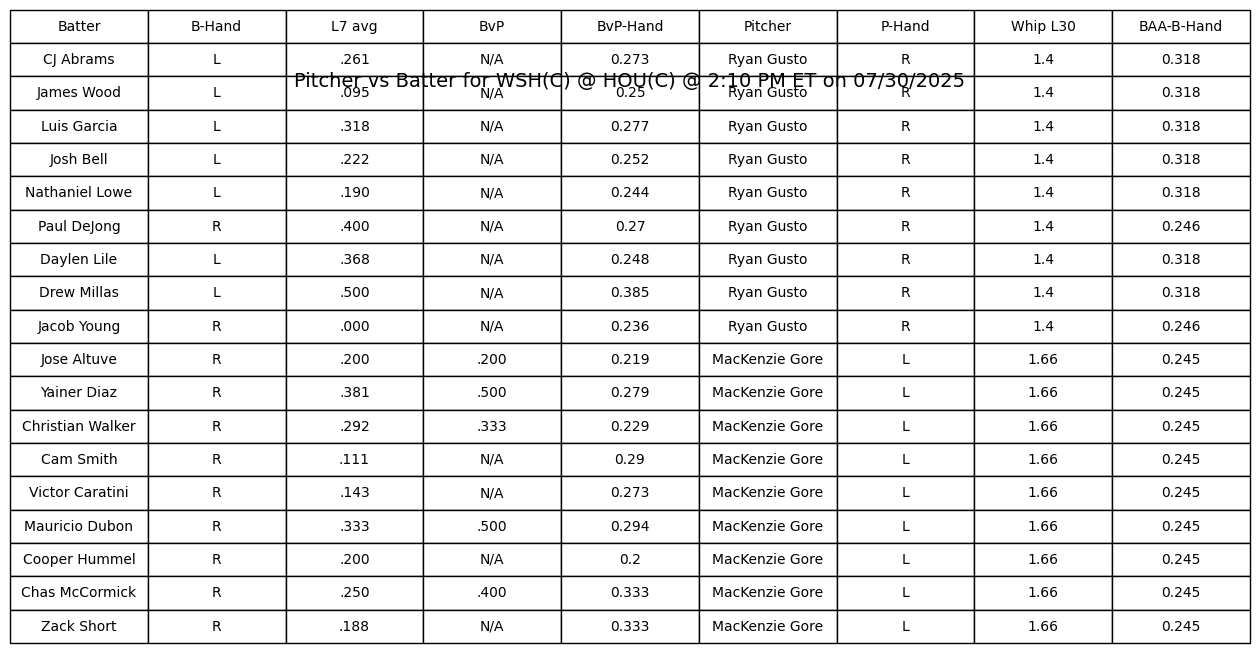 Batter B-Hand L7 avg BvP BvP-Hand Pitcher P-Hand Whip L30 BAA-B-Hand
CJ Abrams L .261 N/A 0.273 Ryan Gusto R 1.4 0.318
Pitcher vs Batter for WSH(C) @ HOU(C) @ 2:10 PM ET on 07/30/2025
James Wood L .095 N/A 0.25 Ryan Gusto R 1.4 0.318
Luis Garcia L .318 N/A 0.277 Ryan Gusto R 1.4 0.318
Josh Bell L .222 N/A 0.252 Ryan Gusto R 1.4 0.318
Nathaniel Lowe L .190 N/A 0.244 Ryan Gusto R 1.4 0.318
Paul DeJong R .400 N/A 0.27 Ryan Gusto R 1.4 0.246
Daylen Lile L .368 N/A 0.248 Ryan Gusto R 1.4 0.318
Drew Millas L .500 N/A 0.385 Ryan Gusto R 1.4 0.318
Jacob Young R .000 N/A 0.236 Ryan Gusto R 1.4 0.246
Jose Altuve R .200 .200 0.219 MacKenzie Gore L 1.66 0.245
Yainer Diaz R .381 .500 0.279 MacKenzie Gore L 1.66 0.245
Christian Walker R .292 .333 0.229 MacKenzie Gore L 1.66 0.245
Cam Smith R .111 N/A 0.29 MacKenzie Gore L 1.66 0.245
Victor Caratini R .143 N/A 0.273 MacKenzie Gore L 1.66 0.245
Mauricio Dubon R .333 .500 0.294 MacKenzie Gore L 1.66 0.245
Cooper Hummel R .200 N/A 0.2 MacKenzie Gore L 1.66 0.245
Chas McCormick R .250 .400 0.333 MacKenzie Gore L 1.66 0.245
Zack Short R .188 N/A 0.333 MacKenzie Gore L 1.66 0.245